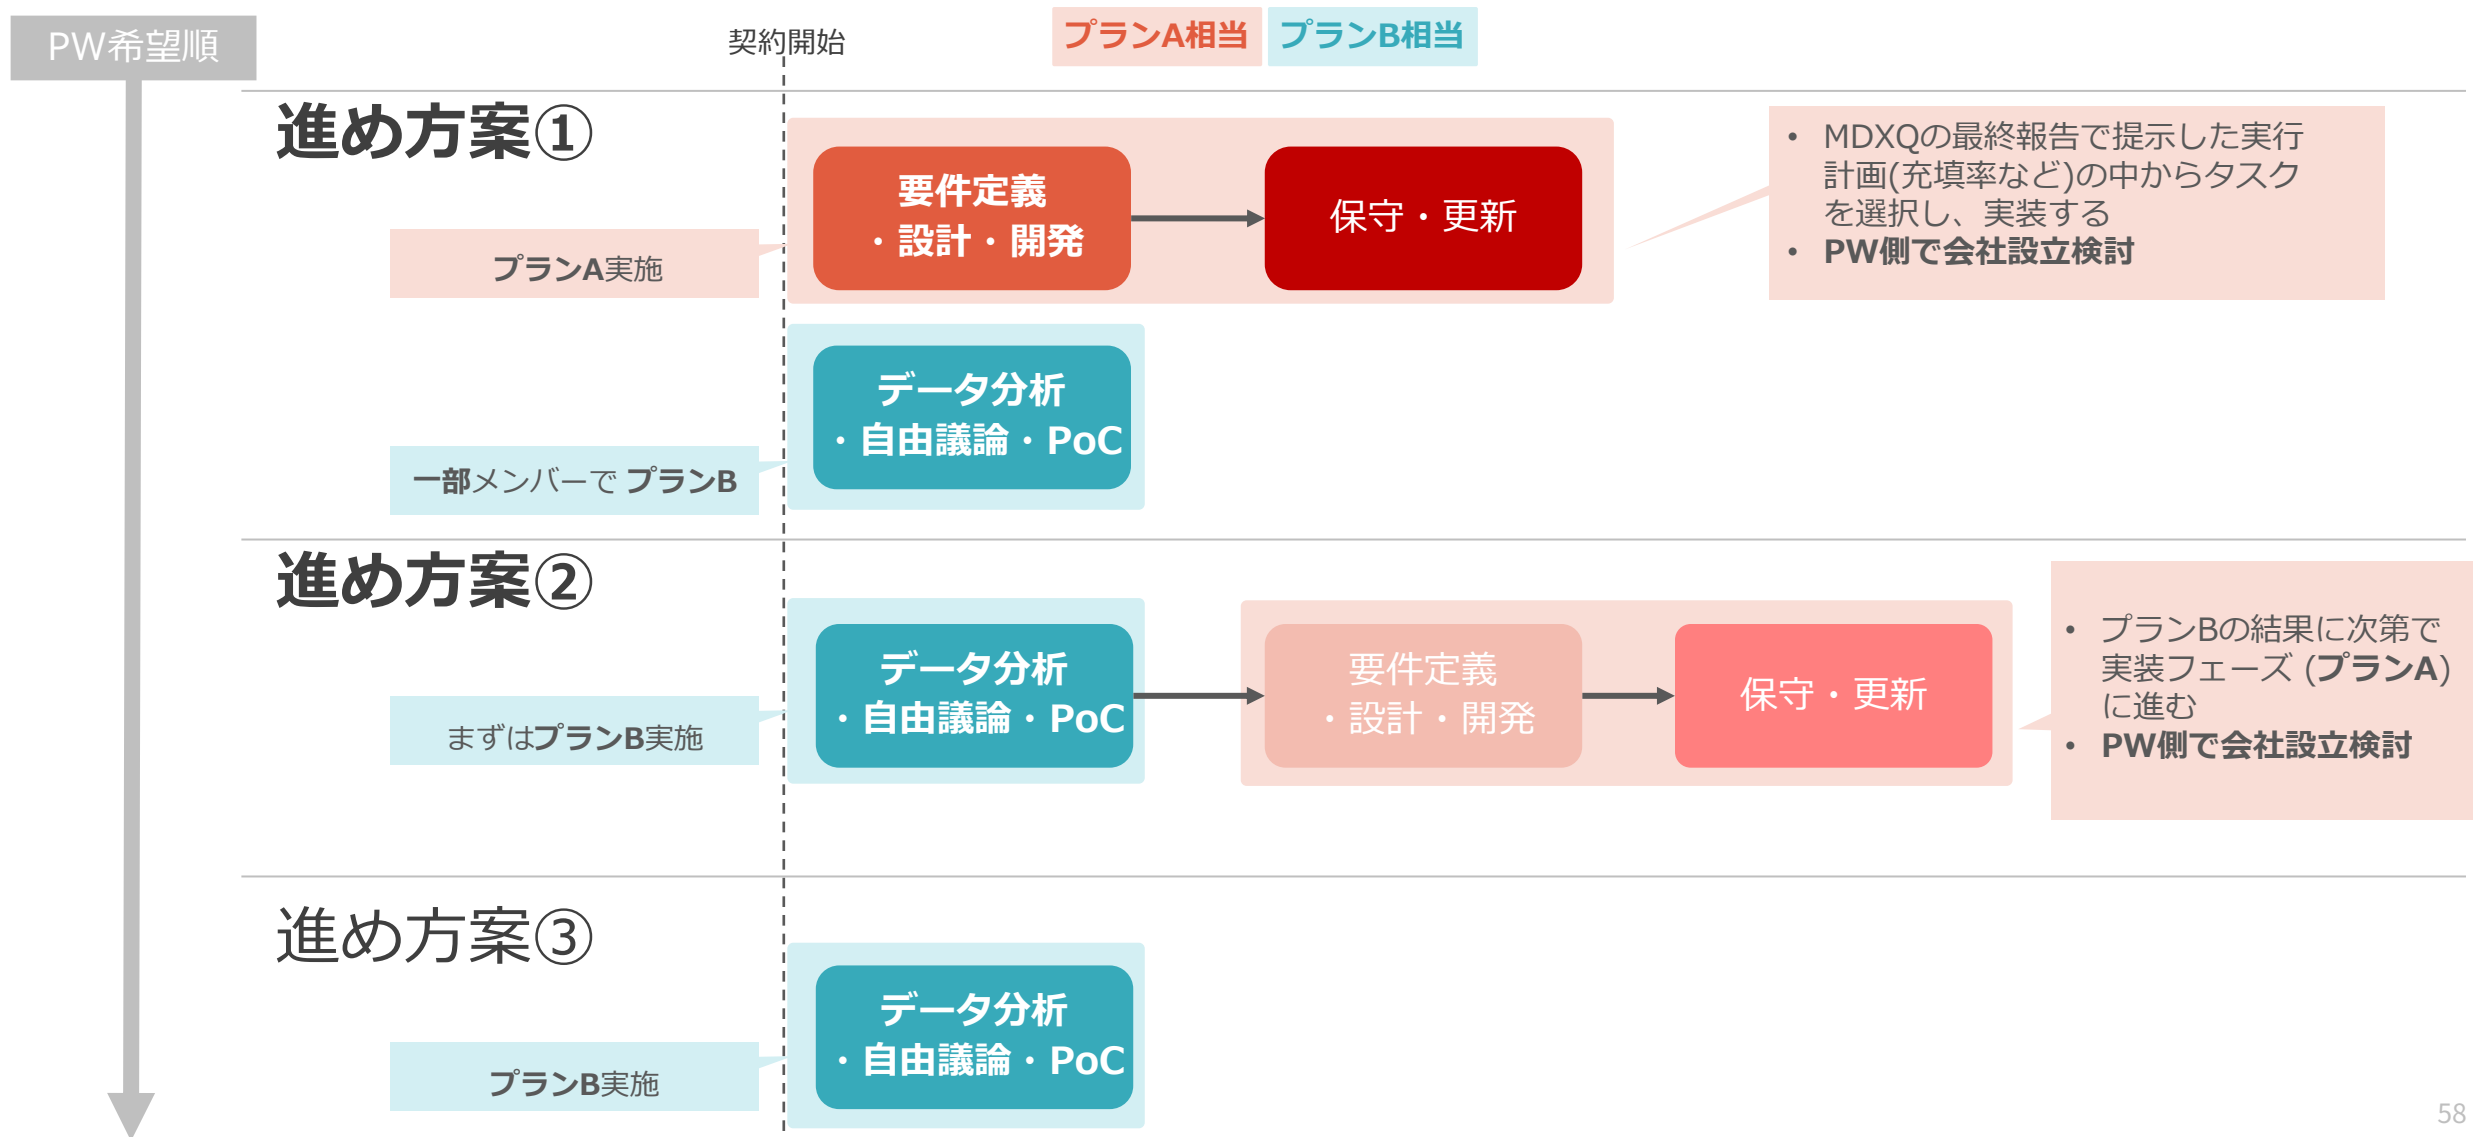 PW希望順
契約開始
プランA相当
プランB相当
進め方案①
要件定義
・設計・開発
保守・更新
• MDXQの最終報告で提示した実行
計画(充填率など)の中からタスク
を選択し、実装する
• PW側で会社設立検討
プランA実施
データ分析
・自由議論・PoC
一部メンバーで プランB
進め方案②
データ分析
・自由議論・PoC
要件定義
・設計・開発
保守・更新
• プランBの結果に次第で
実装フェーズ (プランA)
に進む
• PW側で会社設立検討
まずはプランB実施
進め方案③
データ分析
・自由議論・PoC
プランB実施
58